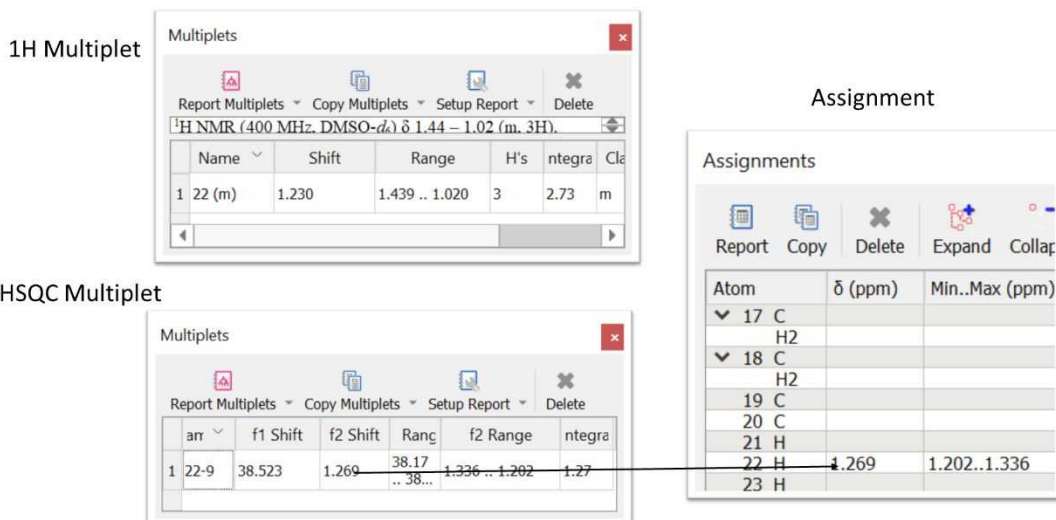 1H Multiplet
Multiplets
x
Report Multiplets Copy Multiplets Setup Report Delete
¹H NMR (400 MHz, DMSO-d₆) δ 1.44 – 1.02 (m, 3H).
Name Shift Range H's ntegra Cla
1 22 (m) 1.230 1.439 .. 1.020 3 2.73 m
HSQC Multiplet
Multiplets
x
Report Multiplets Copy Multiplets Setup Report Delete
am f1 Shift f2 Shift Rang f2 Range ntegra
1 22-9 38.523 1.269 38.17 1.336 .. 1.202 1.27
.. 38...
Assignment
Assignments
Report Copy Delete Expand Collap
Atom δ (ppm) Min..Max (ppm)
17 C
H2
18 C
H2
19 C
20 C
21 H
22 H 1.269 1.202..1.336
23 H